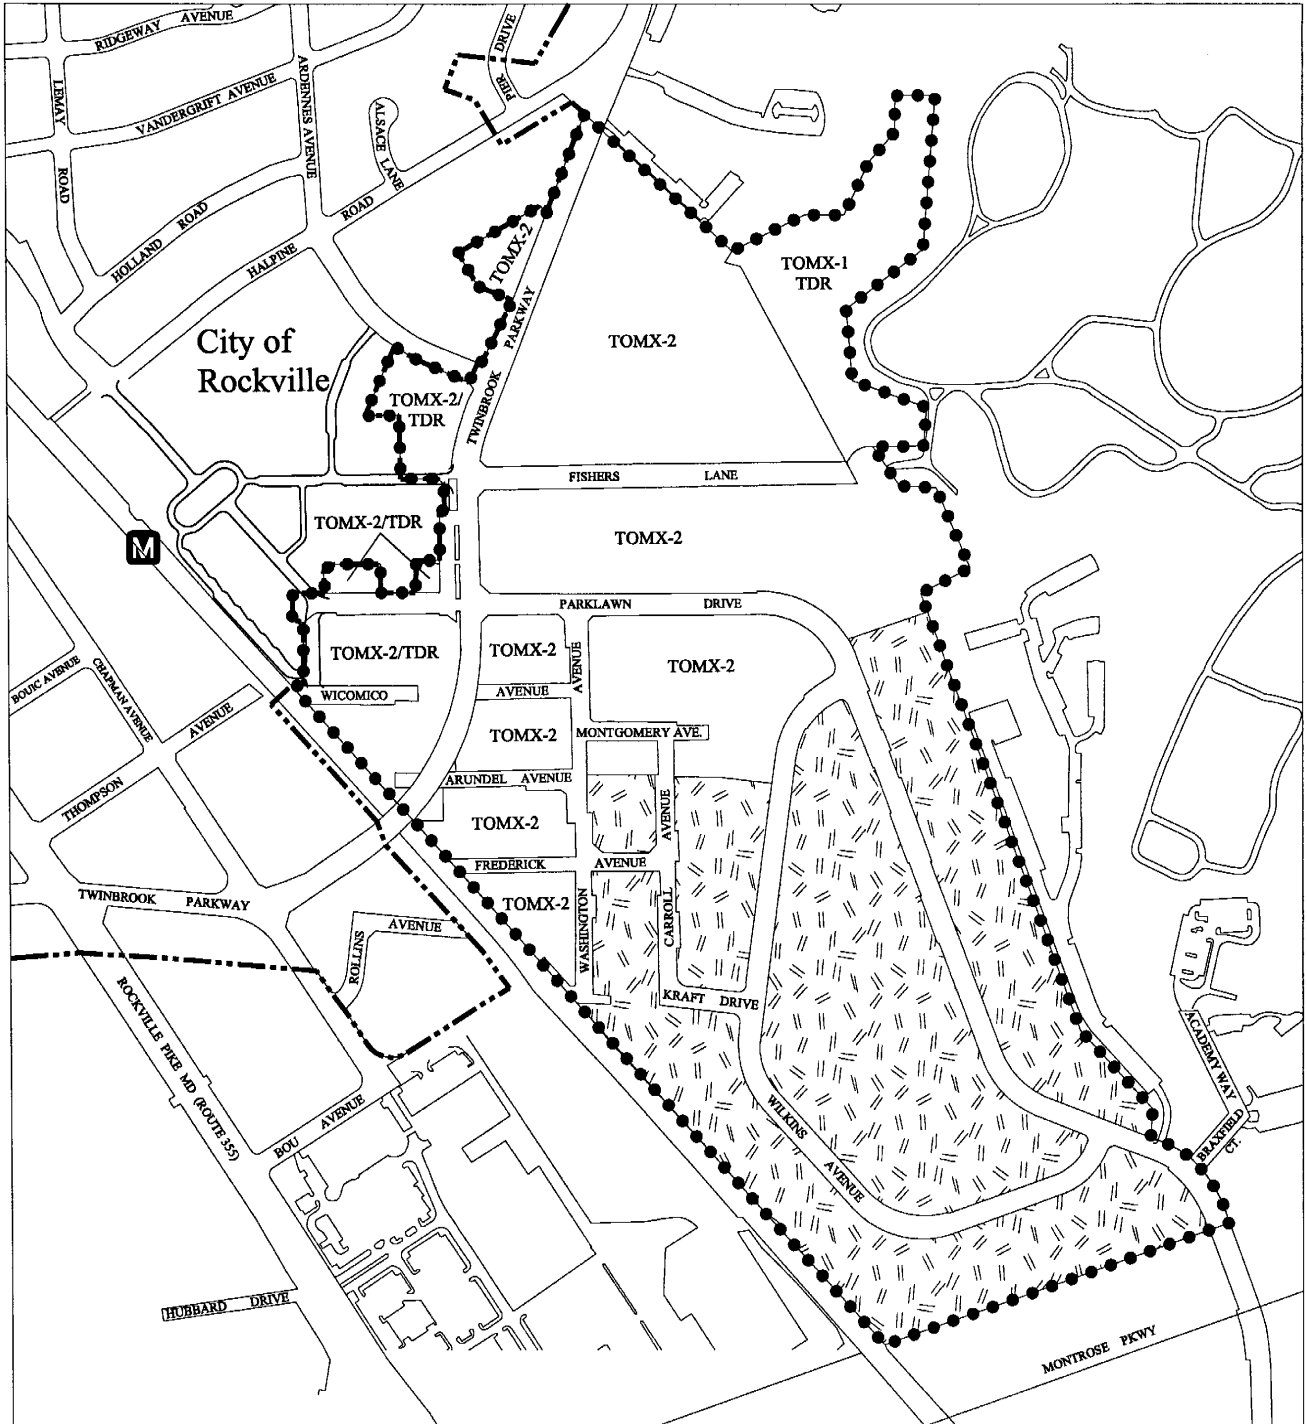 RIDGEWAY AVENUE
LEMAY
ROAD
VANDERGRIFT AVENUE
ARDENNES AVENUE
ALSACE LANE
PIER DRIVE
HOLLAND ROAD
HALPINE ROAD
City of
Rockville
TOMX-2
TWINBROOK PARKWAY
TOMX-2/
TDR
TOMX-2
TOMX-1
TDR
FISHERS LANE
TOMX-2/TDR
TOMX-2
M
PARKLAWN DRIVE
TOMX-2/TDR
TOMX-2
AVENUE
TOMX-2
WICOMICO
AVENUE
BOUIC AVENUE
CHAPMAN AVENUE
THOMPSON AVENUE
TOMX-2
MONTGOMERY AVE.
ARUNDEL AVENUE
TOMX-2
FREDERICK AVENUE
CARROLL AVENUE
TOMX-2
WASHINGTON
TWINBROOK PARKWAY
ROLLINS AVENUE
KRAFT DRIVE
ROCKVILLE PIKE MD (ROUTE 355)
BOU AVENUE
WILKINS AVENUE
ACADEMY WAY
BRAXFIELD
CT.
HUBBARD DRIVE
MONTROSE PKWY